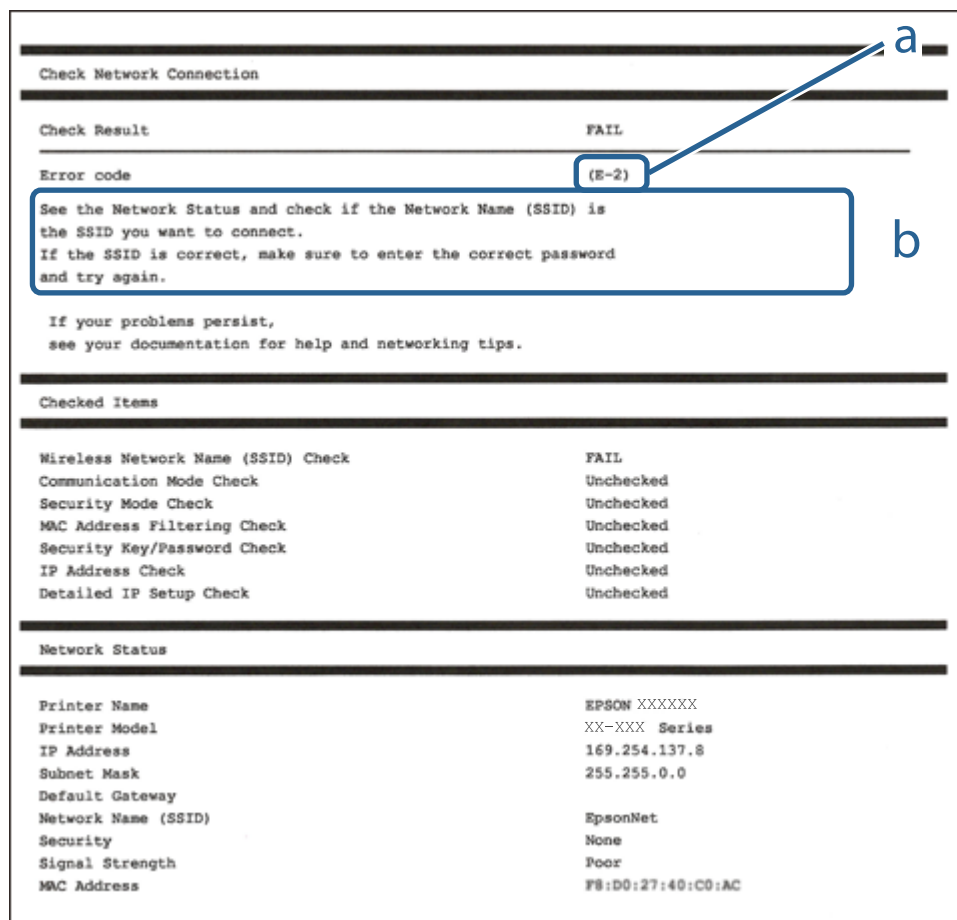 a
Check Network Connection
Check Result FAIL
Error code (E-2)
See the Network Status and check if the Network Name (SSID) is
the SSID you want to connect.
If the SSID is correct, make sure to enter the correct password
and try again.
b
If your problems persist,
see your documentation for help and networking tips.
Checked Items
Wireless Network Name (SSID) Check FAIL
Communication Mode Check Unchecked
Security Mode Check Unchecked
MAC Address Filtering Check Unchecked
Security Key/Password Check Unchecked
IP Address Check Unchecked
Detailed IP Setup Check Unchecked
Network Status
Printer Name EPSON XXXXXX
Printer Model XX-XXX Series
IP Address 169.254.137.8
Subnet Mask 255.255.0.0
Default Gateway
Network Name (SSID) EpsonNet
Security None
Signal Strength Poor
MAC Address F8:D0:27:40:C0:AC